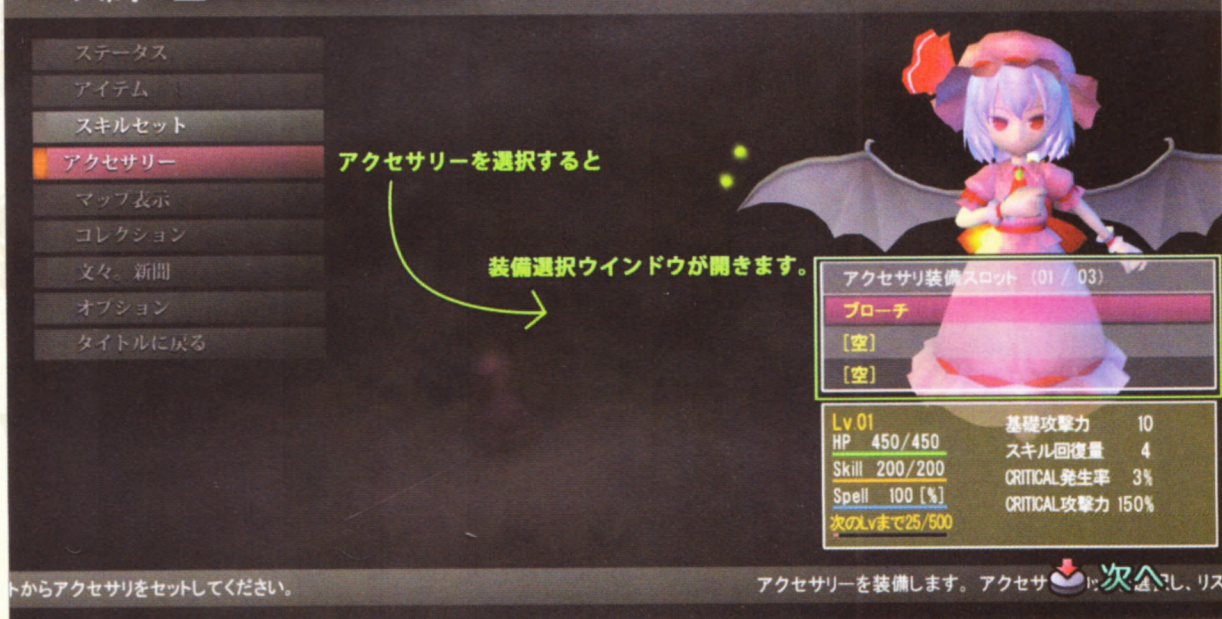 ステータス
アイテム
スキルセット
アクセサリー
マップ表示
コレクション
文々。新聞
オプション
タイトルに戻る
アクセサリーを選択すると
装備選択ウインドウが開きます。
アクセサリ装備スロット (01 / 03)
ブローチ
[空]
[空]
Lv.01
HP 450/450
Skill 200/200
Spell 100 [%]
次のLvまで25/500
基礎攻撃力 10
スキル回復量 4
CRITICAL発生率 3%
CRITICAL攻撃力 150%
トからアクセサリをセットしてください。
アクセサリーを装備します。 アクセサ
選択し、リス
次へ